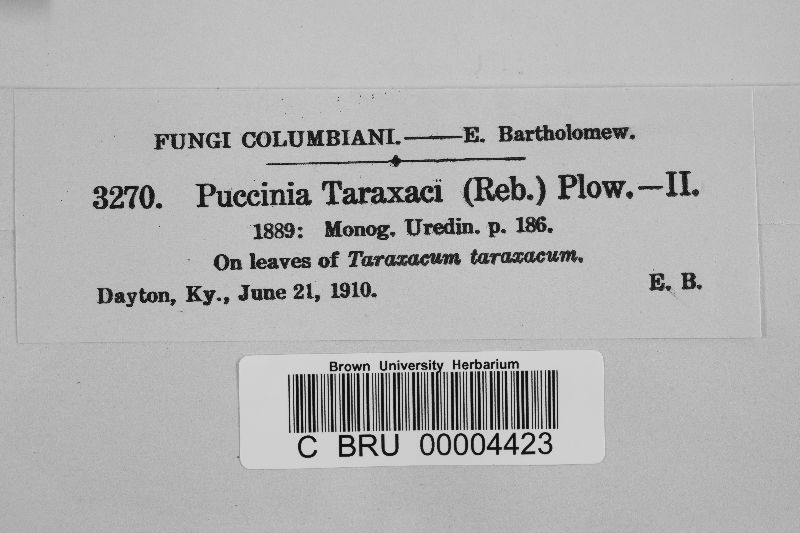 FUNGI COLUMBIANI.——E. Bartholomew.
3270. Puccinia Taraxaci (Reb.) Plow.—II.
1889: Monog. Uredin. p. 186.
On leaves of Taraxacum taraxacum.
Dayton, Ky., June 21, 1910. E. B.
Brown University Herbarium
C BRU 00004423